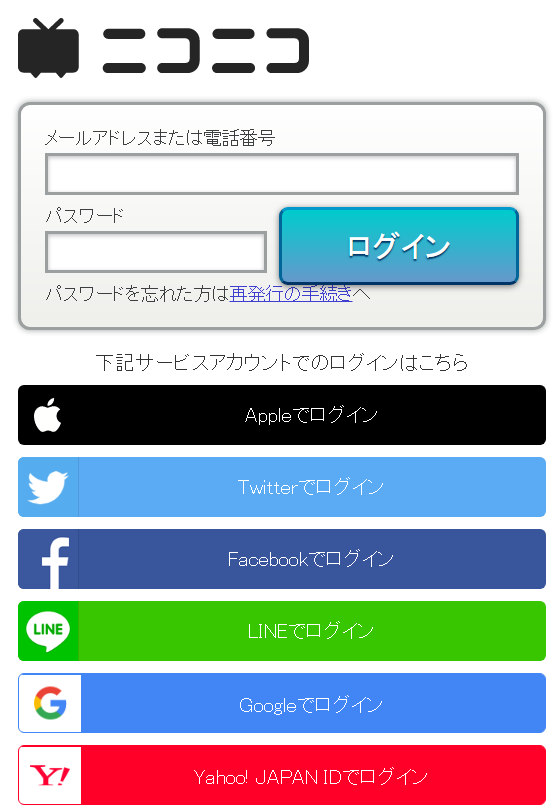 ニコニコ
メールアドレスまたは電話番号
パスワード
ログイン
パスワードを忘れた方は再発行の手続きへ
下記サービスアカウントでのログインはこちら
Appleでログイン
Twitterでログイン
Facebookでログイン
LINE
LINEでログイン
Googleでログイン
Y!
Yahoo! JAPAN IDでログイン